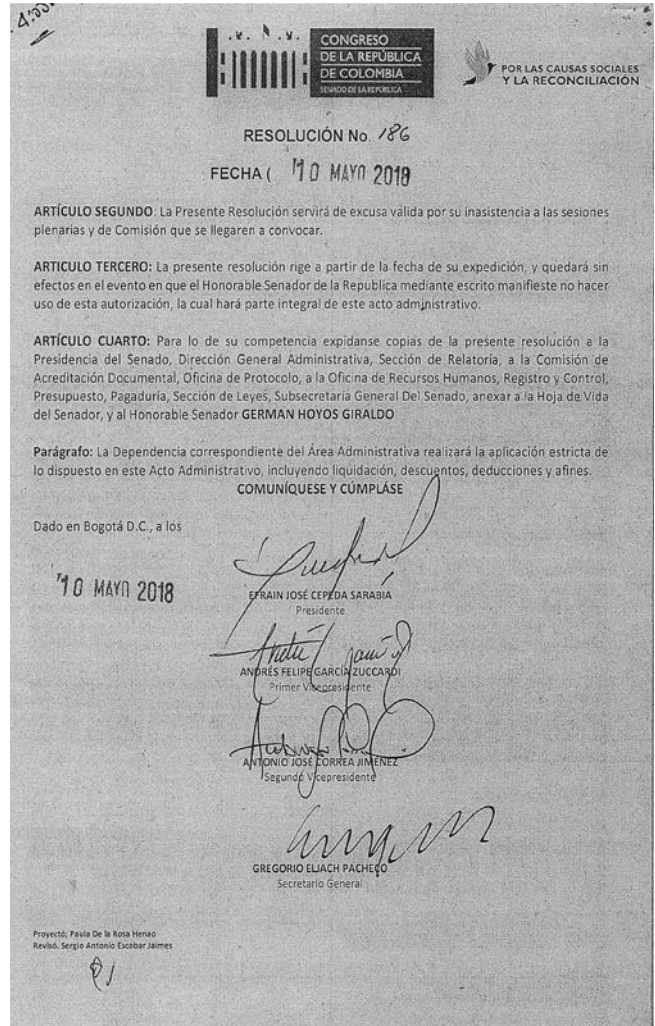 4:00
CONGRESO
DE LA REPÚBLICA
DE COLOMBIA
SENADO DE LA REPÚBLICA
POR LAS CAUSAS SOCIALES
Y LA RECONCILIACIÓN
RESOLUCIÓN No. 186
FECHA ( 10 MAYO 2018
ARTÍCULO SEGUNDO: La Presente Resolución servirá de excusa valida por su inasistencia a las sesiones
plenarias y de Comisión que se llegaren a convocar.
ARTICULO TERCERO: La presente resolución rige a partir de la fecha de su expedición, y quedará sin
efectos en el evento en que el Honorable Senador de la Republica mediante escrito manifieste no hacer
uso de esta autorización, la cual hará parte integral de este acto administrativo.
ARTÍCULO CUARTO: Para lo de su competencia expídanse copias de la presente resolución a la
Presidencia del Senado, Dirección General Administrativa, Sección de Relatoría, a la Comisión de
Acreditación Documental, Oficina de Protocolo, a la Oficina de Recursos Humanos, Registro y Control,
Presupuesto, Pagaduría, Sección de Leyes, Subsecretaria General Del Senado, anexar a la Hoja de Vida
del Senador, y al Honorable Senador GERMAN HOYOS GIRALDO
Parágrafo: La Dependencia correspondiente del Área Administrativa realizará la aplicación estricta de
lo dispuesto en este Acto Administrativo, incluyendo liquidación, descuentos, deducciones y afines.
COMUNÍQUESE Y CÚMPLÁSE
Dado en Bogotá D.C., a los
10 MAYO 2018
EFRAIN JOSÉ CEPEDA SARABIA
Presidente
ANDRÉS FELIPE GARCÍA ZUCCARDI
Primer Vicepresidente
ANTONIO JOSÉ CORREA JIMENEZ
Segundo Vicepresidente
GREGORIO ELJACH PACHECO
Secretario General
Proyectó; Paula De la Rosa Henao
Revisó. Sergio Antonio Escobar Jaimes